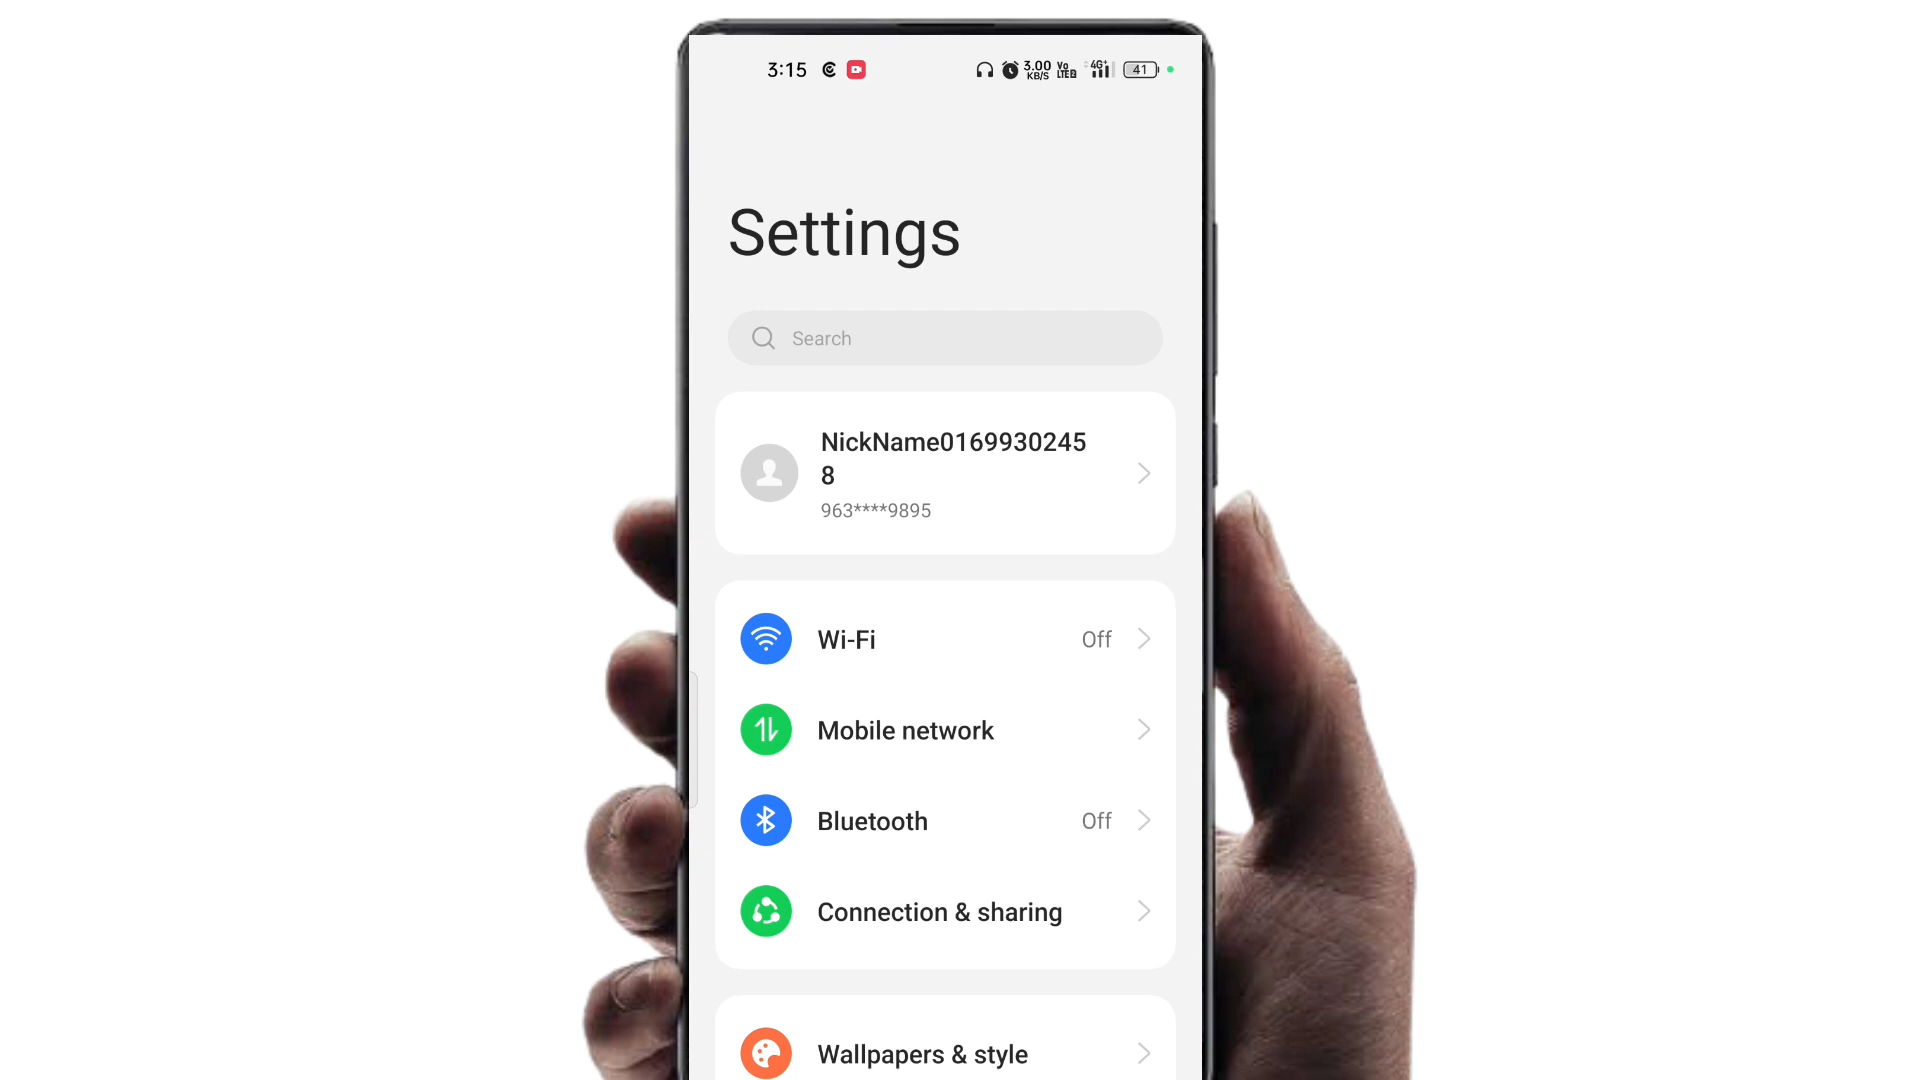 3:15 3.00 KB/S Vo LTE2 4G+ 41
Settings
Search
NickName0169930245
8
963****9895
Wi-Fi Off
Mobile network
Bluetooth Off
Connection & sharing
Wallpapers & style